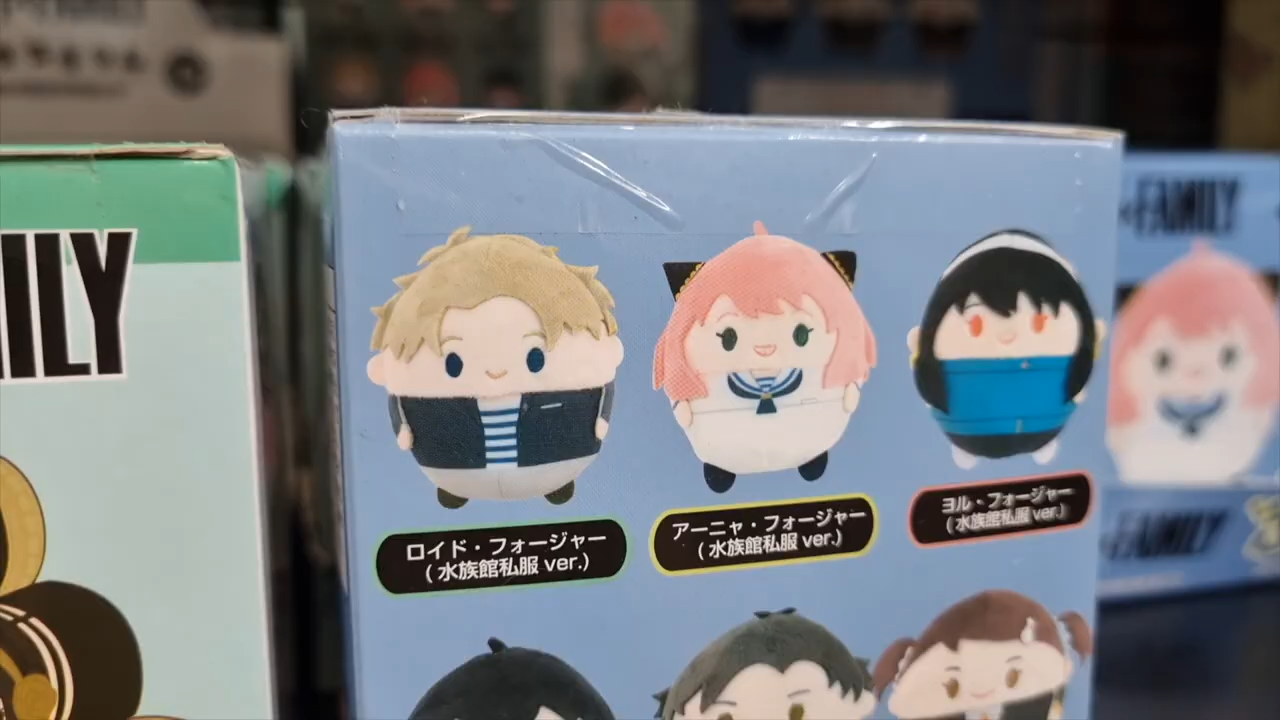 ILY
FAMILY
ロイド・フォージャー
(水族館私服 ver.)
アーニャ・フォージャー
(水族館私服 ver.)
ヨル・フォージャー
(水族館私服 ver.)
FAMILY